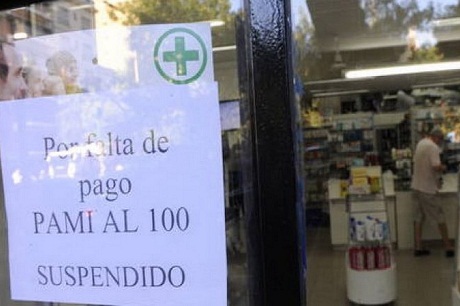 Por falta de
pago
PAMI AL 100
SUSPENDIDO